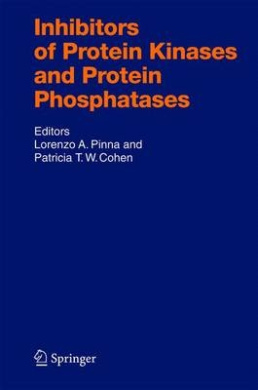 Inhibitors
of Protein Kinases
and Protein
Phosphatases
Editors
Lorenzo A. Pinna and
Patricia T. W. Cohen
Springer